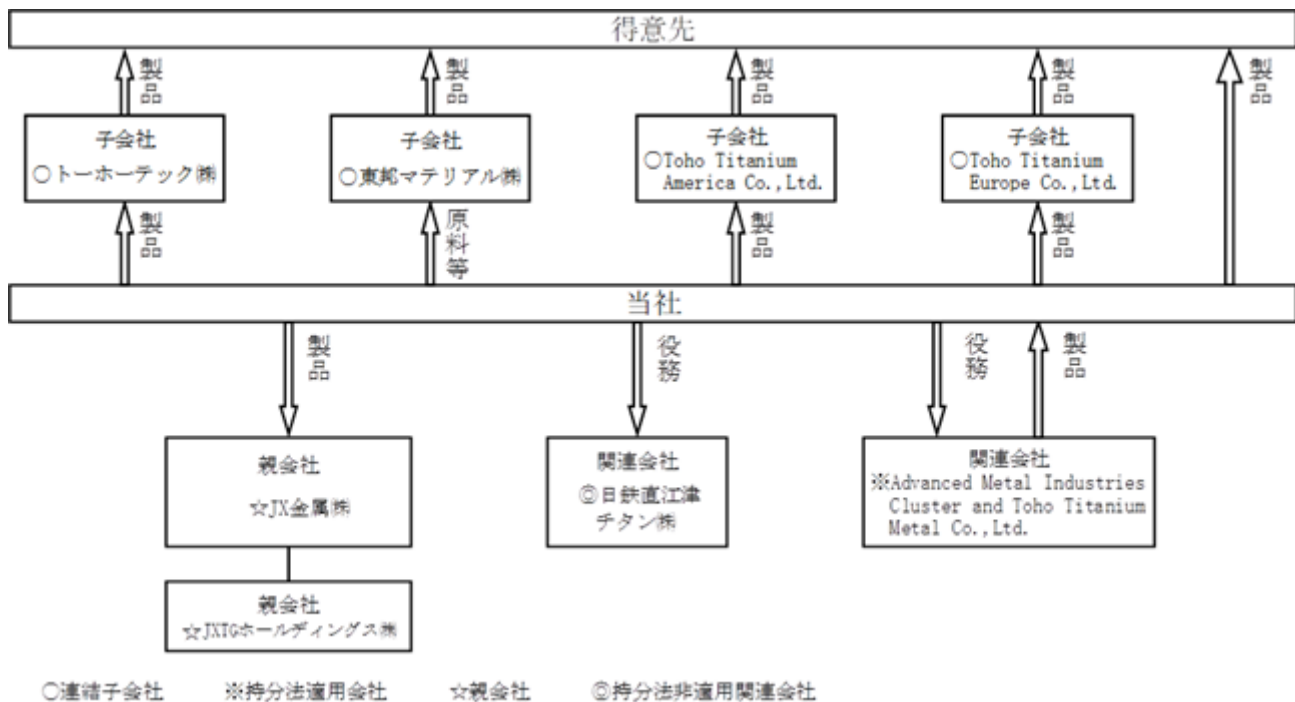 得意先
製品
製品
製品
製品
製品
子会社
○トーホーテック㈱
子会社
○東邦マテリアル㈱
子会社
○Toho Titanium
America Co.,Ltd.
子会社
○Toho Titanium
Europe Co.,Ltd.
製品
原料等
製品
製品
当社
製品
役務
役務
製品
親会社
☆JX金属㈱
関連会社
◎日鉄直江津
チタン㈱
関連会社
※Advanced Metal Industries
Cluster and Toho Titanium
Metal Co.,Ltd.
親会社
☆JXTGホールディングス㈱
○連結子会社 ※持分法適用会社 ☆親会社 ◎持分法非適用関連会社